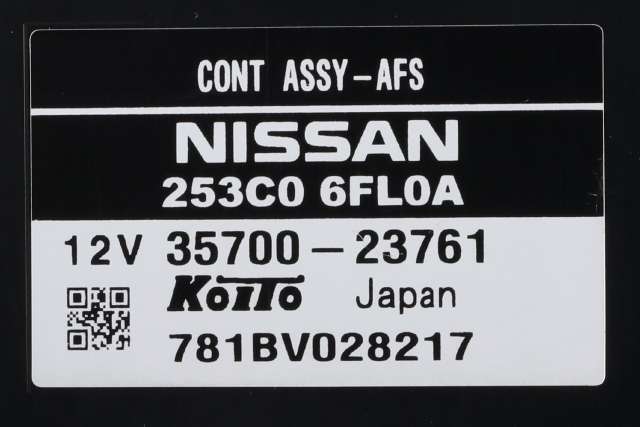 CONT ASSY-AFS
NISSAN
253C0 6FL0A
12V 35700-23761
KOITO Japan
781BV028217